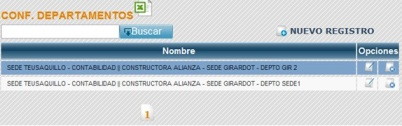 CONF. DEPARTAMENTOS
Buscar
NUEVO REGISTRO
Nombre Opciones
SEDE TEUSAQUILLO - CONTABILIDAD || CONSTRUCTORA ALIANZA - SEDE GIRARDOT - DEPTO GIR 2
SEDE TEUSAQUILLO - CONTABILIDAD || CONSTRUCTORA ALIANZA - SEDE GIRARDOT - DEPTO SEDE1
1